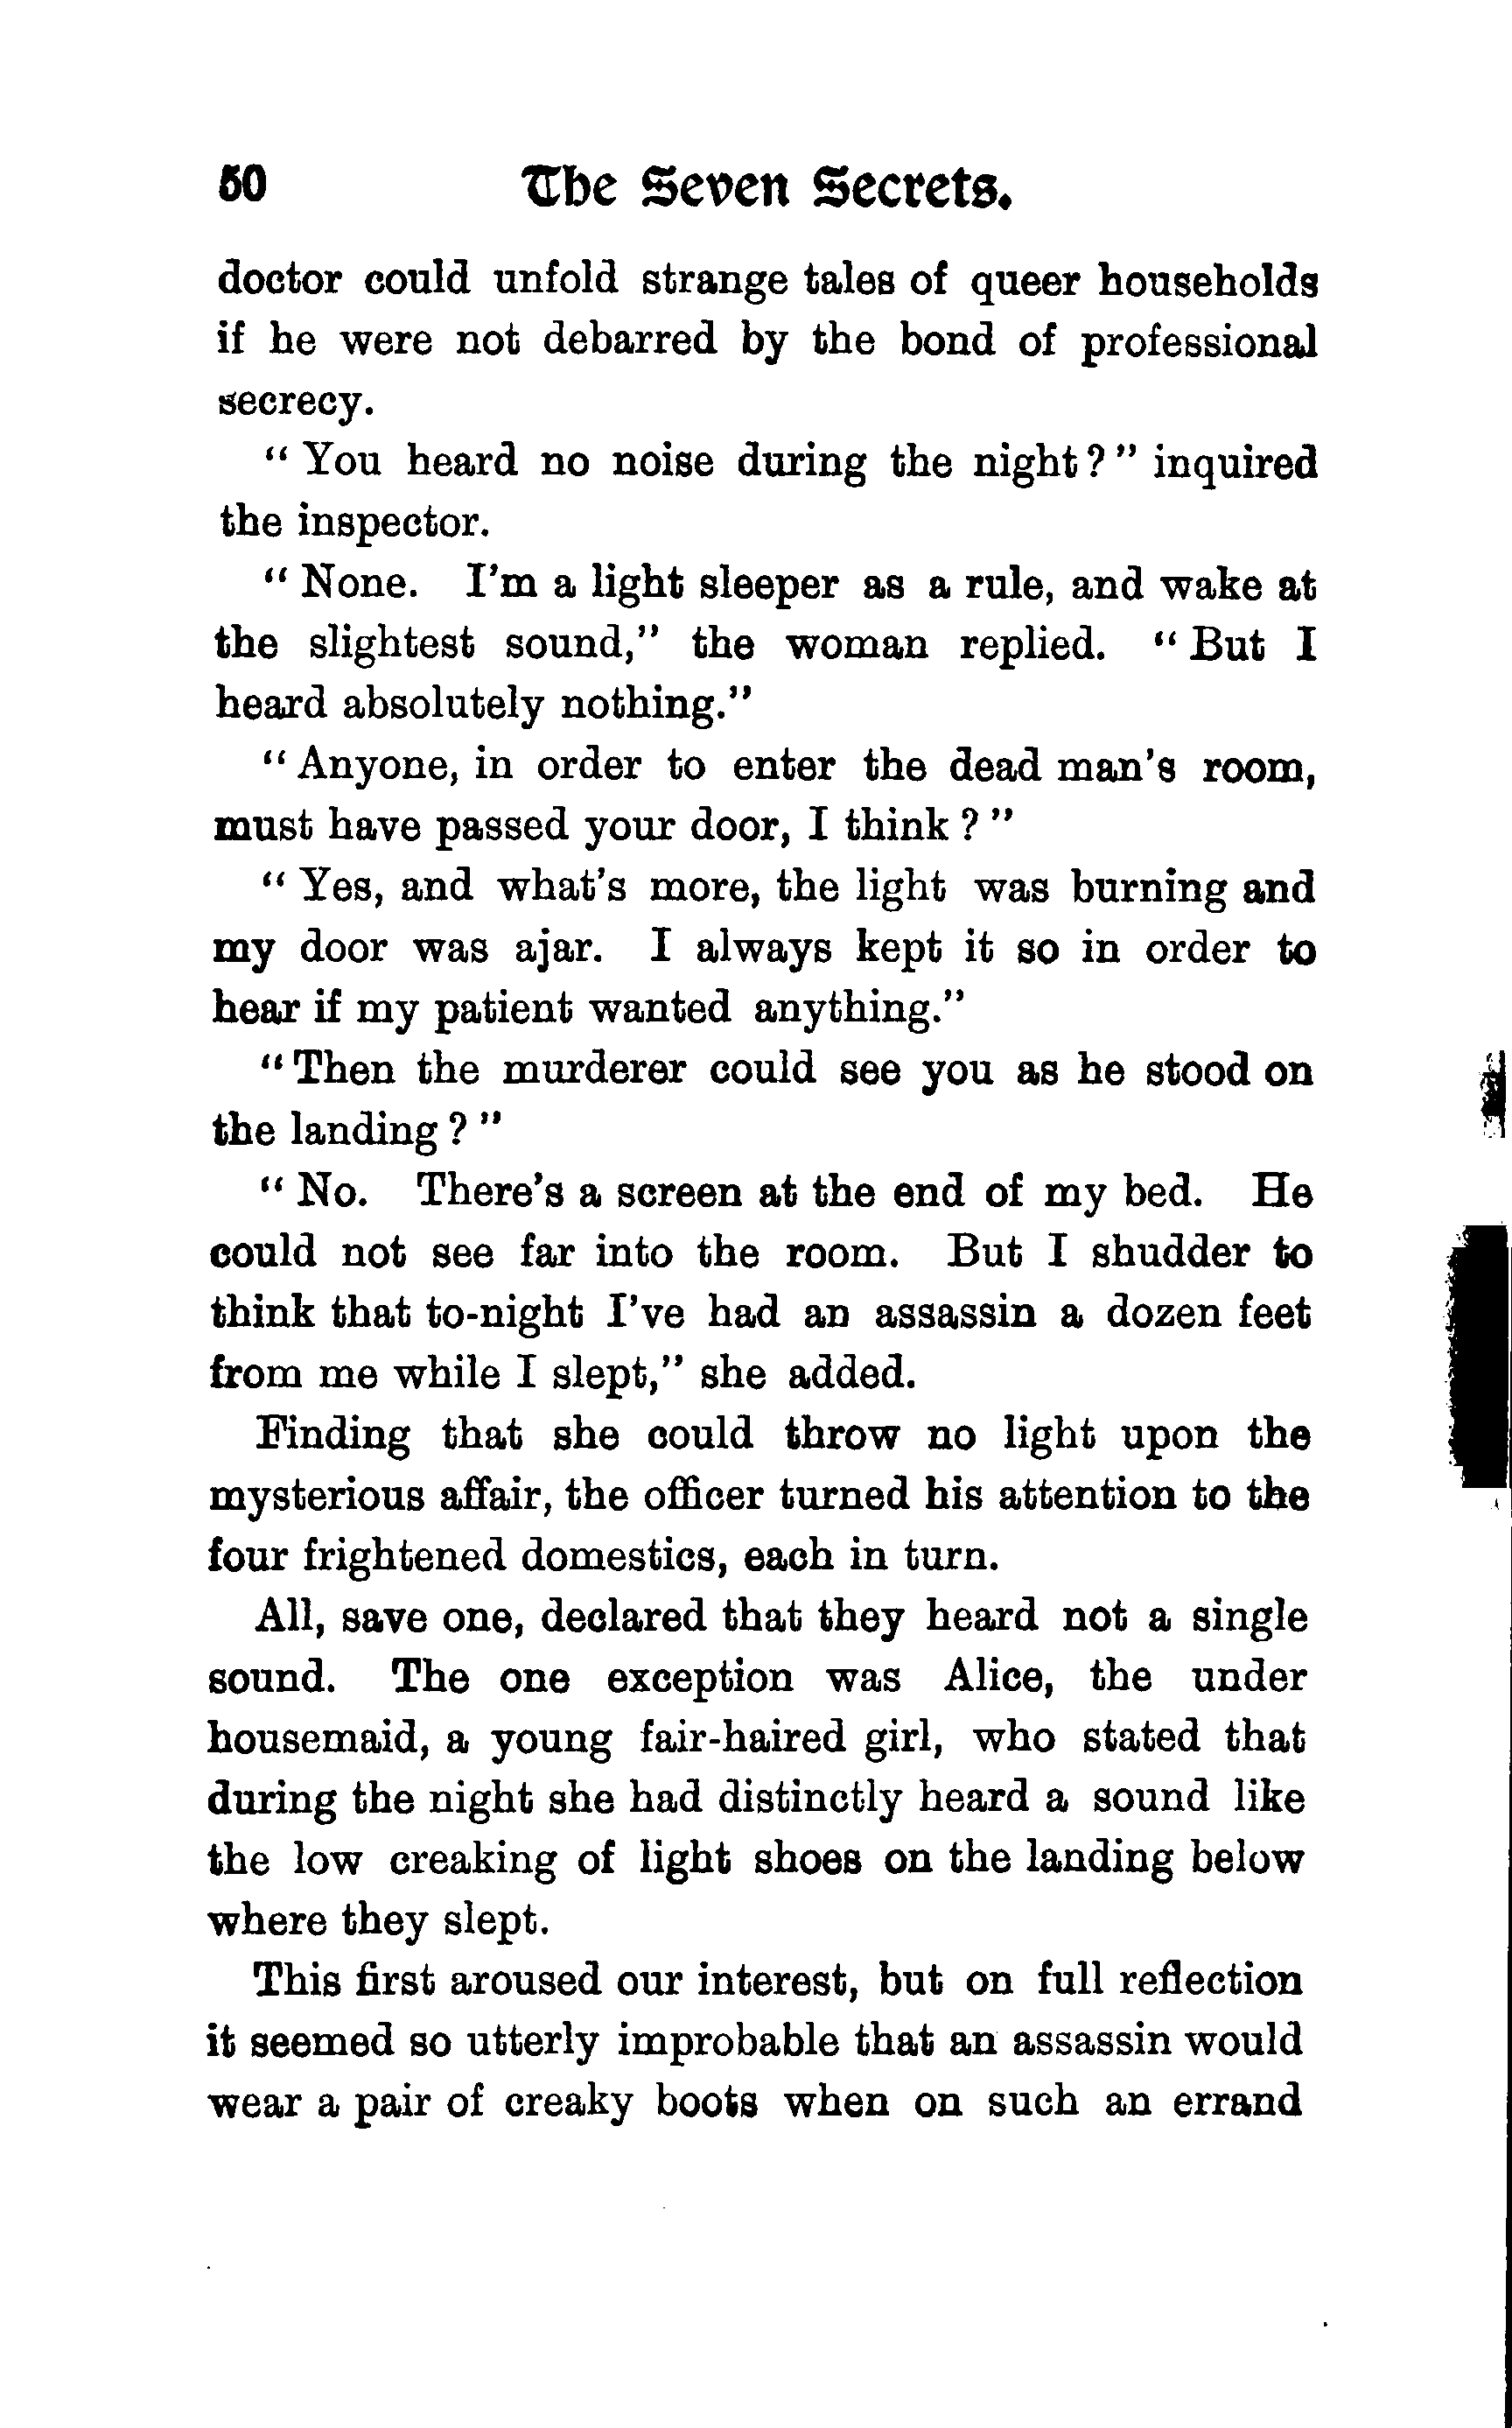 50 The Seven Secrets.
doctor could unfold strange tales of queer households
if he were not debarred by the bond of professional
secrecy.
" You heard no noise during the night ? " inquired
the inspector.
" None. I'm a light sleeper as a rule, and wake at
the slightest sound," the woman replied. " But I
heard absolutely nothing."
" Anyone, in order to enter the dead man's room,
must have passed your door, I think ? "
" Yes, and what's more, the light was burning and
my door was ajar. I always kept it so in order to
hear if my patient wanted anything."
" Then the murderer could see you as he stood on
the landing ? "
" No. There's a screen at the end of my bed. He
could not see far into the room. But I shudder to
think that to-night I've had an assassin a dozen feet
from me while I slept," she added.
Finding that she could throw no light upon the
mysterious affair, the officer turned his attention to the
four frightened domestics, each in turn.
All, save one, declared that they heard not a single
sound. The one exception was Alice, the under
housemaid, a young fair-haired girl, who stated that
during the night she had distinctly heard a sound like
the low creaking of light shoes on the landing below
where they slept.
This first aroused our interest, but on full reflection
it seemed so utterly improbable that an assassin would
wear a pair of creaky boots when on such an errand